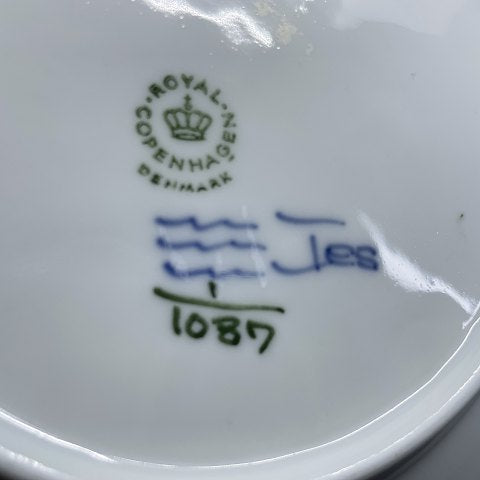 ROYAL
COPENHAGEN
DENMARK
Jes
1
1087